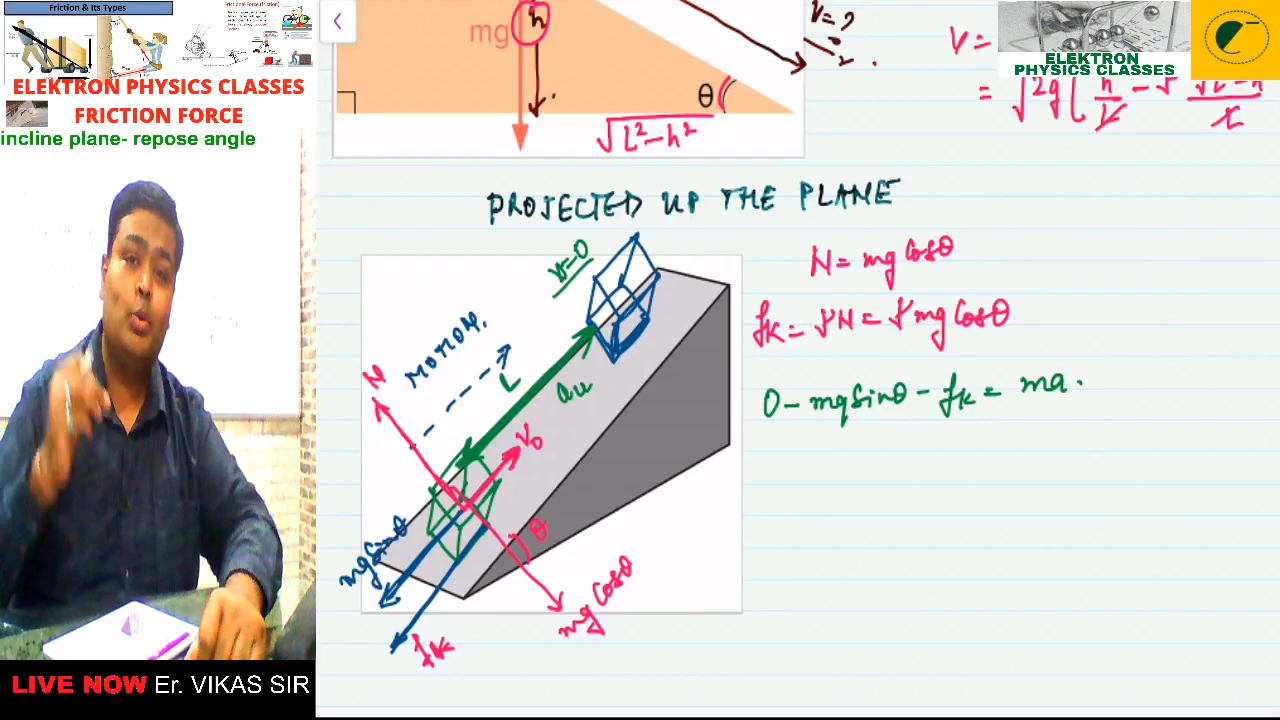 Friction & Its Types
ELEKTRON PHYSICS CLASSES
FRICTION FORCE
incline plane- repose angle
mg
h
θ
√L²-h²
v=?
v=
ELEKTRON
PHYSICS CLASSES
PROJECTED UP THE PLANE
v=0
MOTION.
L
au
N
v₀
mg sinθ
fk
θ
mg cosθ
N = mg cosθ
fk = μN = μmg cosθ
0 - mg sinθ - fk = ma.
LIVE NOW Er. VIKAS SIR